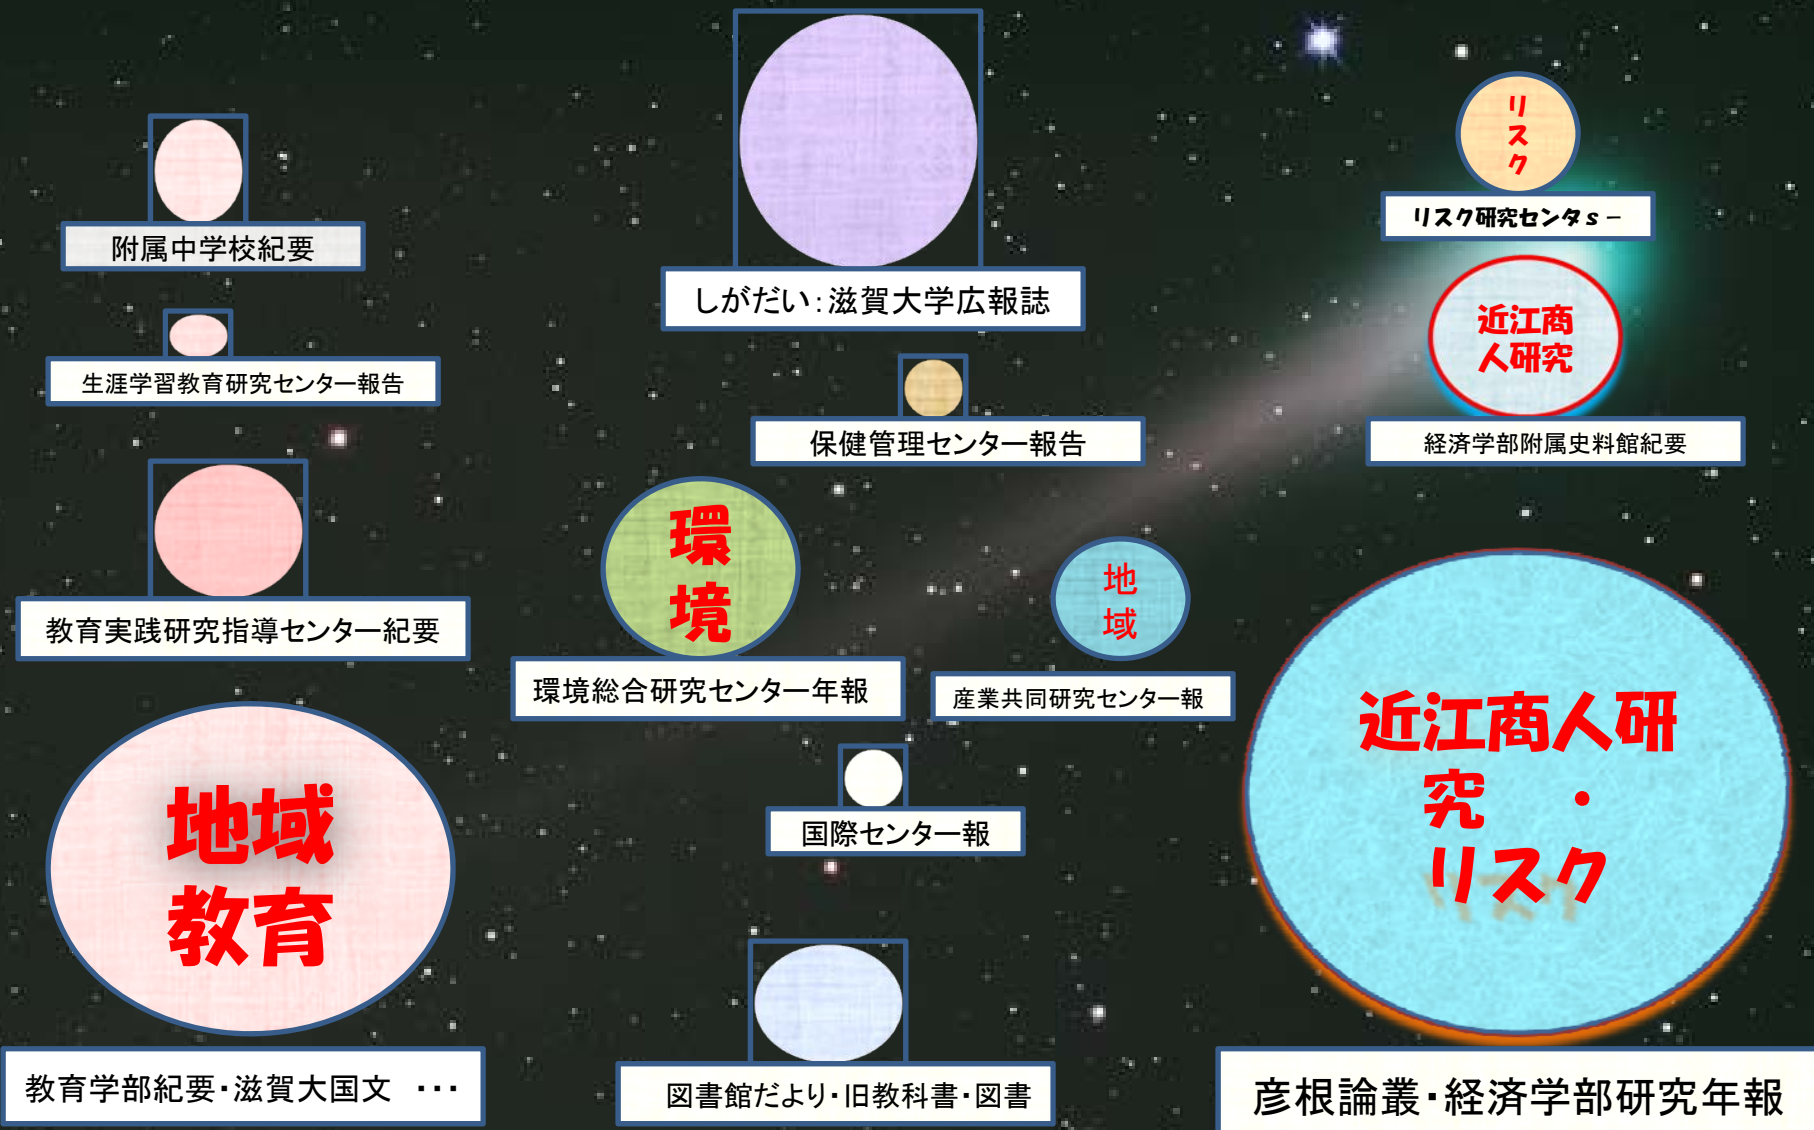 リ
ス
ク
リスク研究センタs－
附属中学校紀要
しがだい：滋賀大学広報誌
近江商
人研究
生涯学習教育研究センター報告
保健管理センター報告
経済学部附属史料館紀要
環
境
地
域
教育実践研究指導センター紀要
環境総合研究センター年報
産業共同研究センター報
近江商人研
究　・
リスク
地域
教育
国際センター報
教育学部紀要・滋賀大国文　・・・
図書館だより・旧教科書・図書
彦根論叢・経済学部研究年報